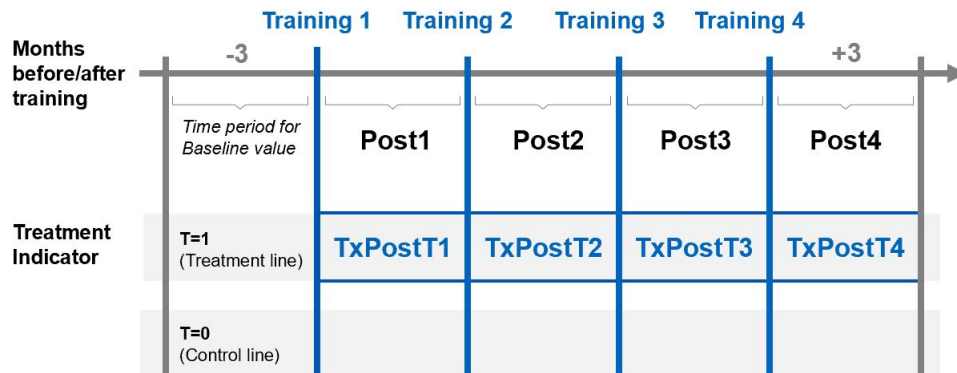 Training 1 Training 2 Training 3 Training 4
Months
before/after
training
-3 +3
Time period for
Baseline value
Post1 Post2 Post3 Post4
Treatment
Indicator
T=1
(Treatment line)
TxPostT1 TxPostT2 TxPostT3 TxPostT4
T=0
(Control line)